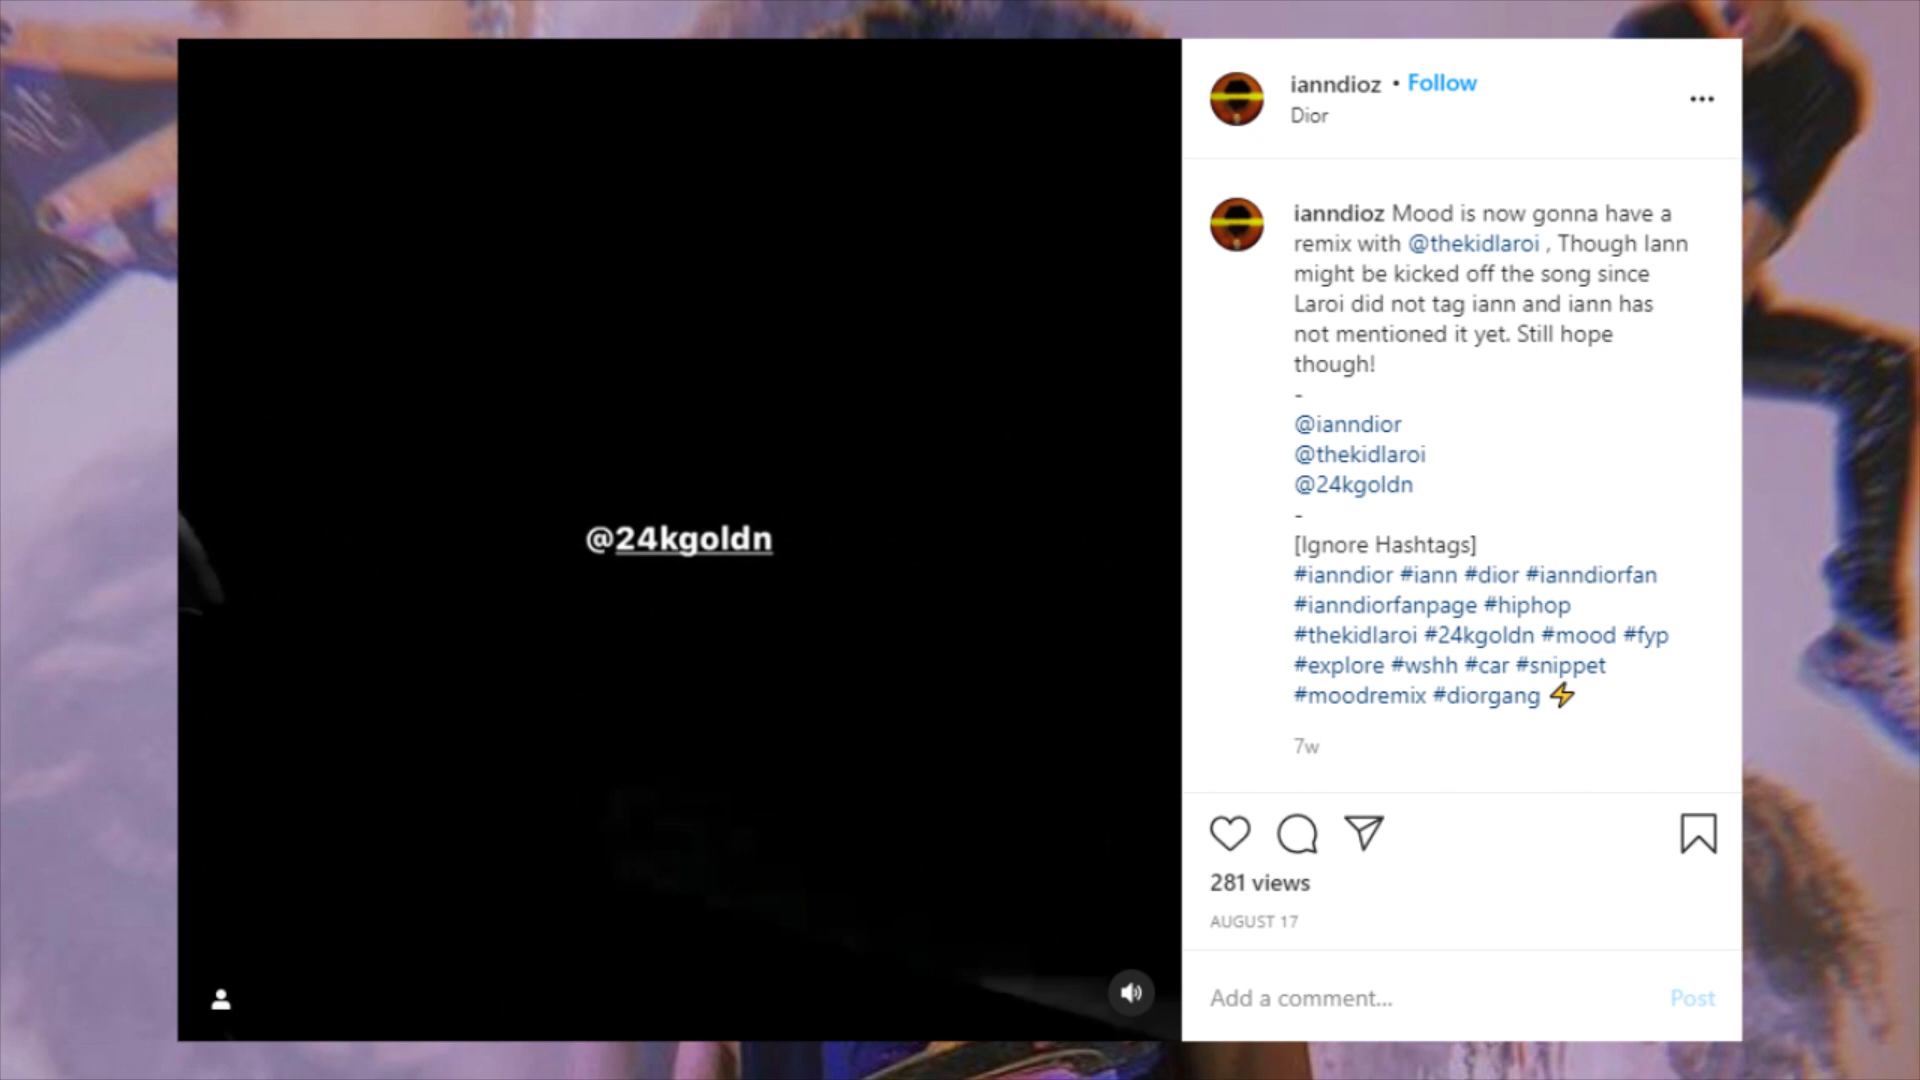 @24kgoldn
ianndioz • Follow
Dior
ianndioz Mood is now gonna have a
remix with @thekidlaroi , Though Iann
might be kicked off the song since
Laroi did not tag iann and iann has
not mentioned it yet. Still hope
though!
-
@ianndior
@thekidlaroi
@24kgoldn
-
[Ignore Hashtags]
#ianndior #iann #dior #ianndiorfan
#ianndiorfanpage #hiphop
#thekidlaroi #24kgoldn #mood #fyp
#explore #wshh #car #snippet
#moodremix #diorgang ⚡
7w
281 views
AUGUST 17
Add a comment...
Post